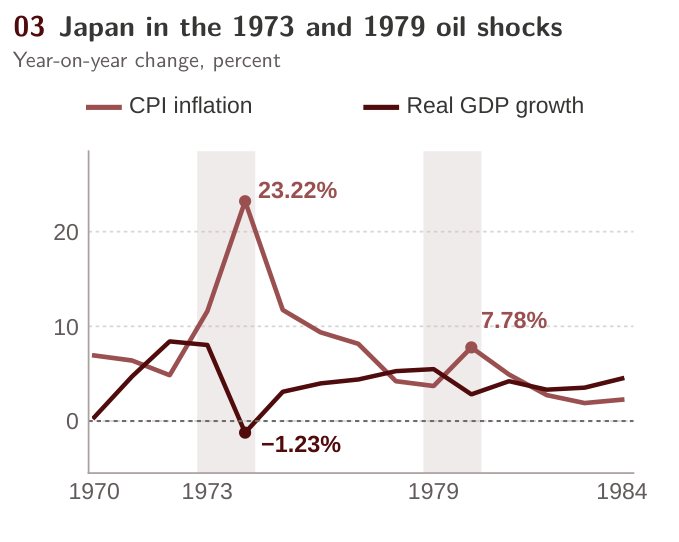 03 Japan in the 1973 and 1979 oil shocks
Year-on-year change, percent
CPI inflation Real GDP growth
23.22%
20
10
7.78%
0
−1.23%
1970 1973 1979 1984